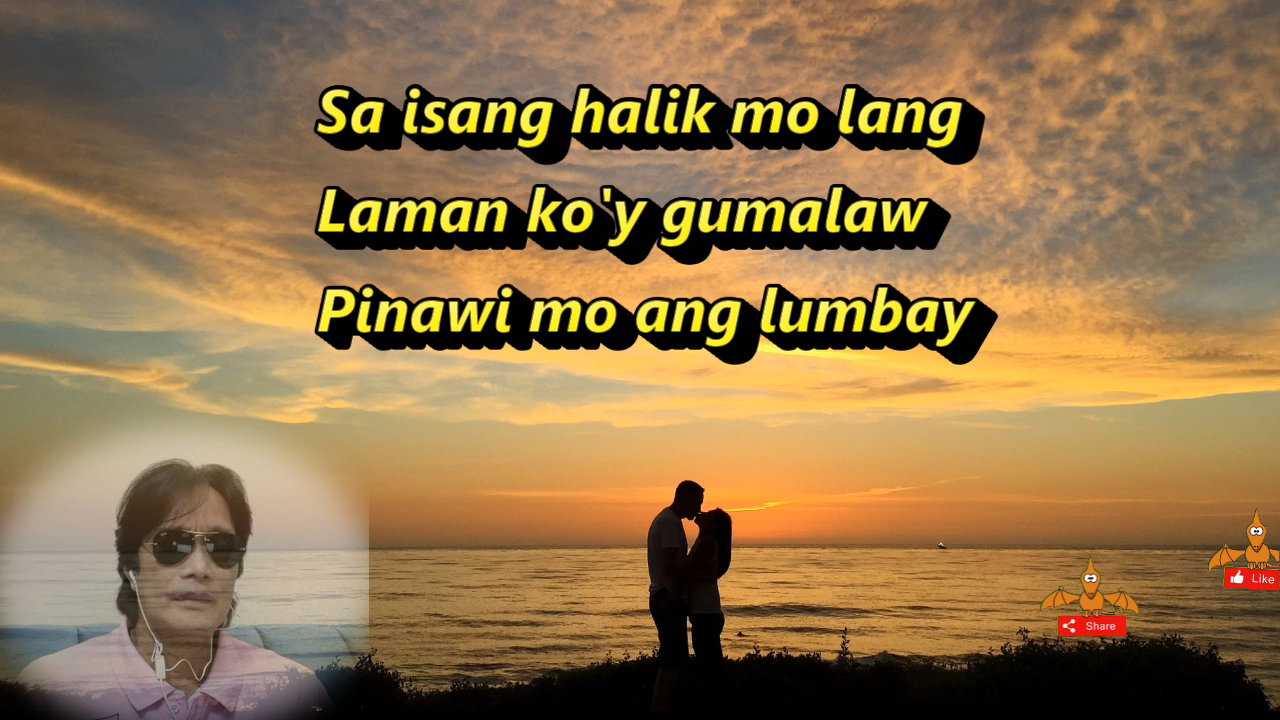 Sa isang halik mo lang
Laman ko'y gumalaw
Pinawi mo ang lumbay
Like
Share